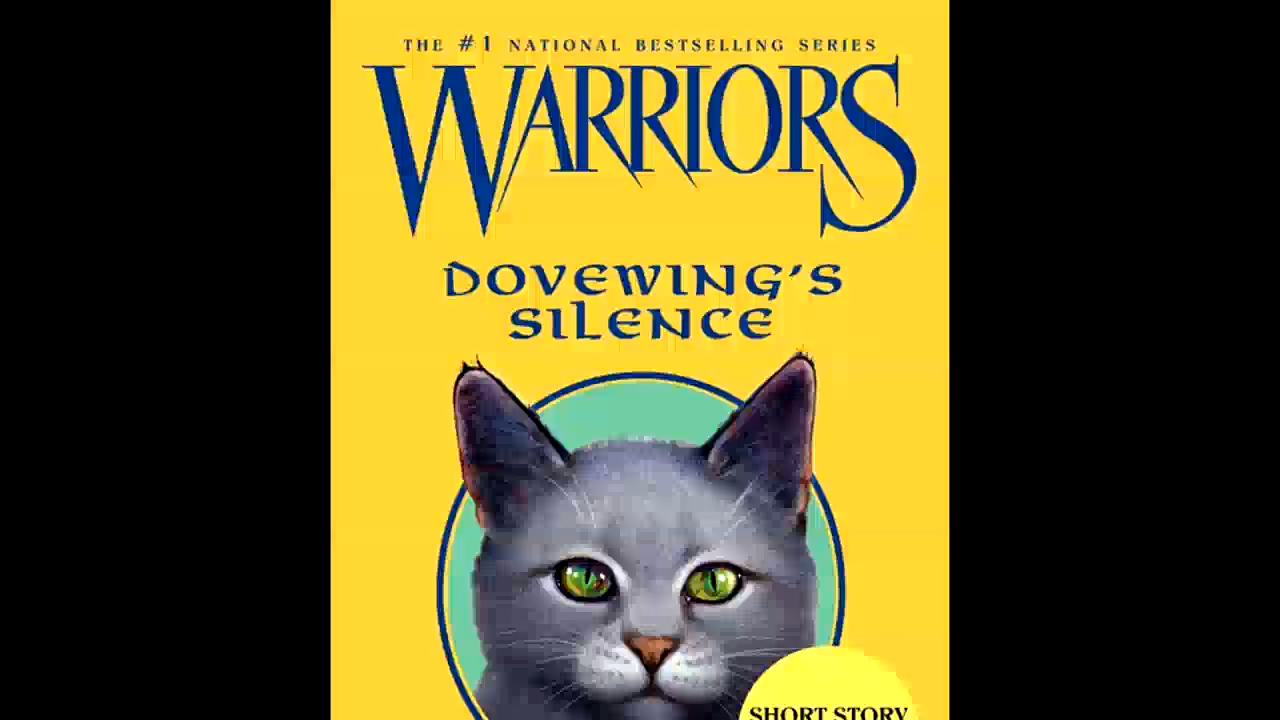 THE #1 NATIONAL BESTSELLING SERIES
WARRIORS
DOVEWING'S
SILENCE
SHORT STORY